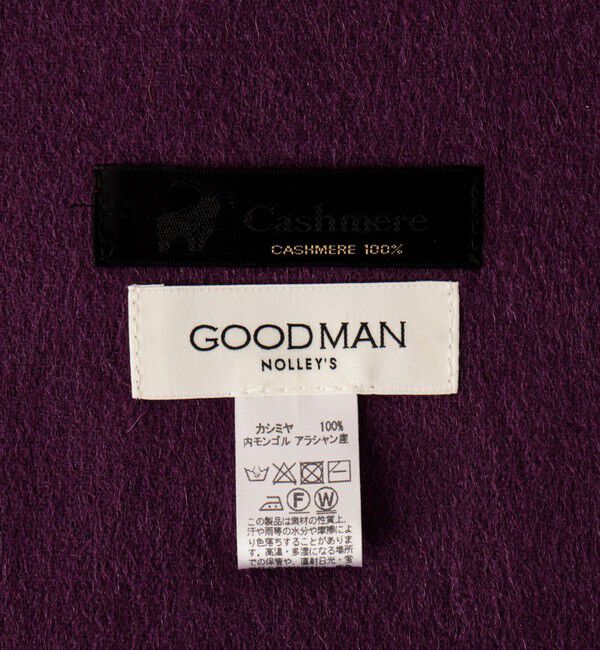 Cashmere
CASHMERE 100%
GOODMAN
NOLLEY'S
カシミヤ 100%
内モンゴル アラシャン産
F W
この製品は素材の性質上、
汗や雨等の水分や摩擦によ
り色落ちすることがありま
す。高温・多湿になる場所
での保管や、直射日光・蛍